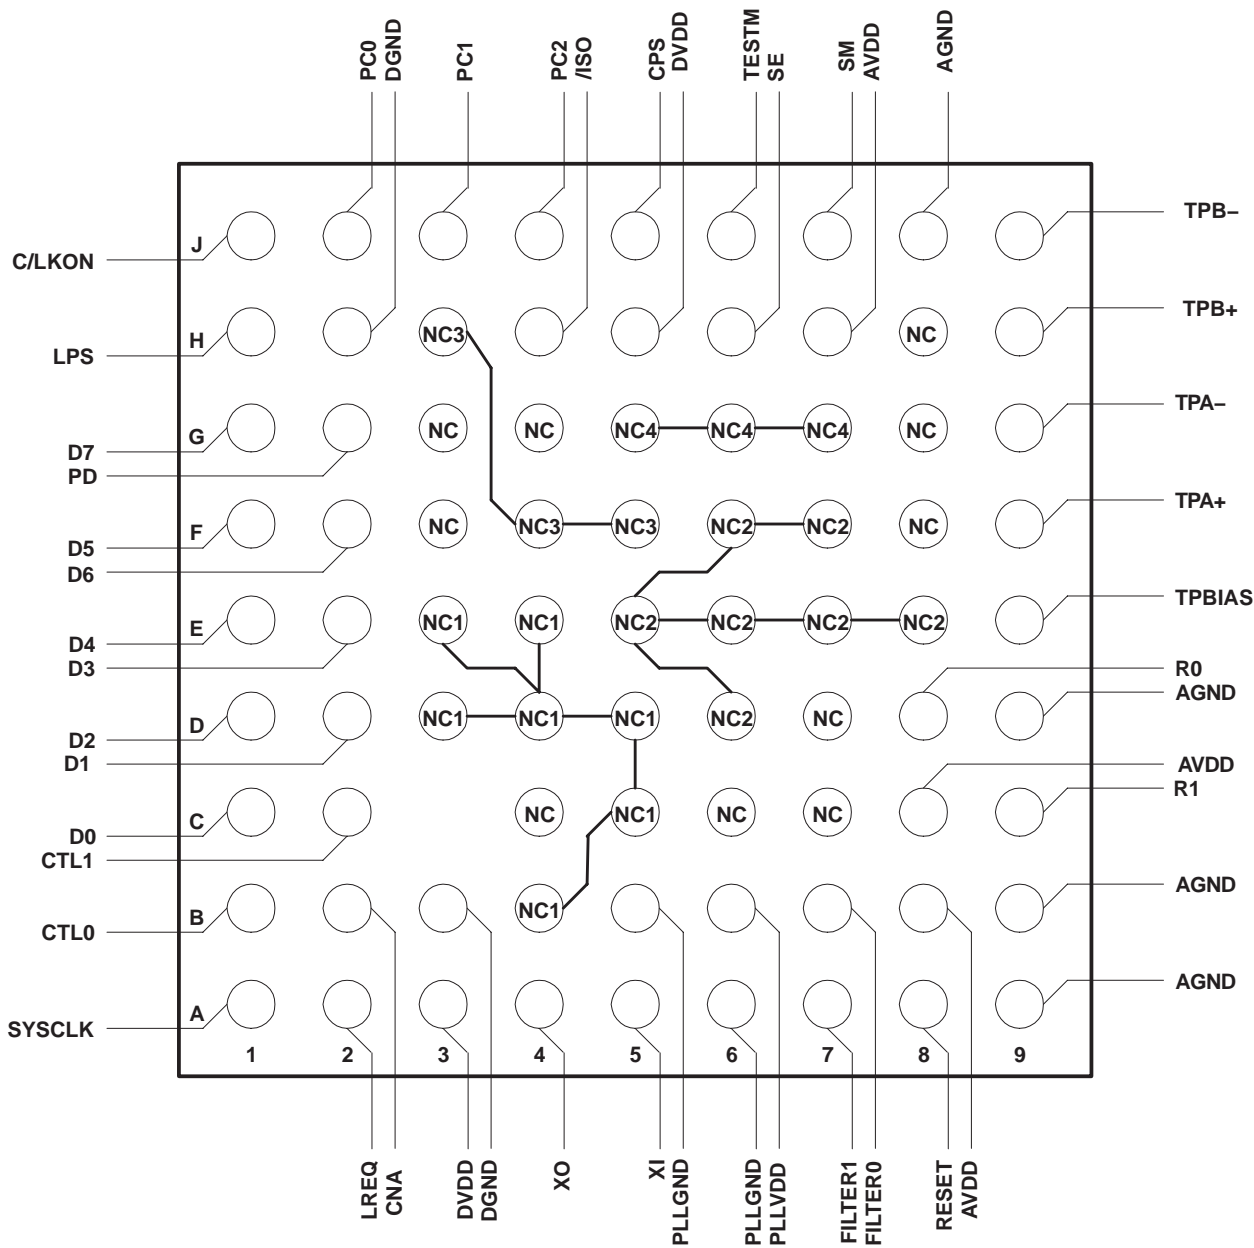 PC0
DGND
PC1
PC2
/ISO
CPS
DVDD
TESTM
SE
SM
AVDD
AGND
TPB–
J
C/LKON
TPB+
H
NC3
NC
LPS
TPA–
G
NC
NC
NC4
NC4
NC4
NC
D7
PD
TPA+
F
NC
NC3
NC3
NC2
NC2
NC
D5
D6
TPBIAS
E
NC1
NC1
NC2
NC2
NC2
NC2
D4
D3
R0
AGND
D
NC1
NC1
NC1
NC2
NC
D2
D1
AVDD
R1
C
NC
NC1
NC
NC
D0
CTL1
AGND
B
NC1
CTL0
AGND
A
SYSCLK
1 2 3 4 5 6 7 8 9
LREQ
CNA
DVDD
DGND
XO
XI
PLLGND
PLLGND
PLLVDD
FILTER1
FILTER0
RESET
AVDD